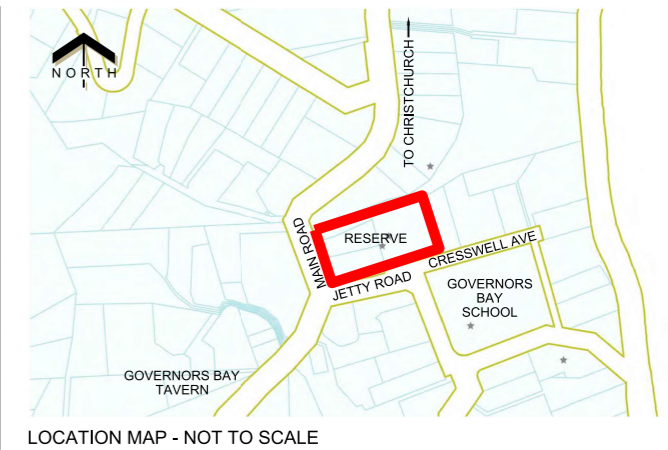 NORTH
TO CHRISTCHURCH
RESERVE
MAIN ROAD
JETTY ROAD
CRESSWELL AVE
GOVERNORS
BAY
SCHOOL
GOVERNORS BAY
TAVERN
LOCATION MAP - NOT TO SCALE